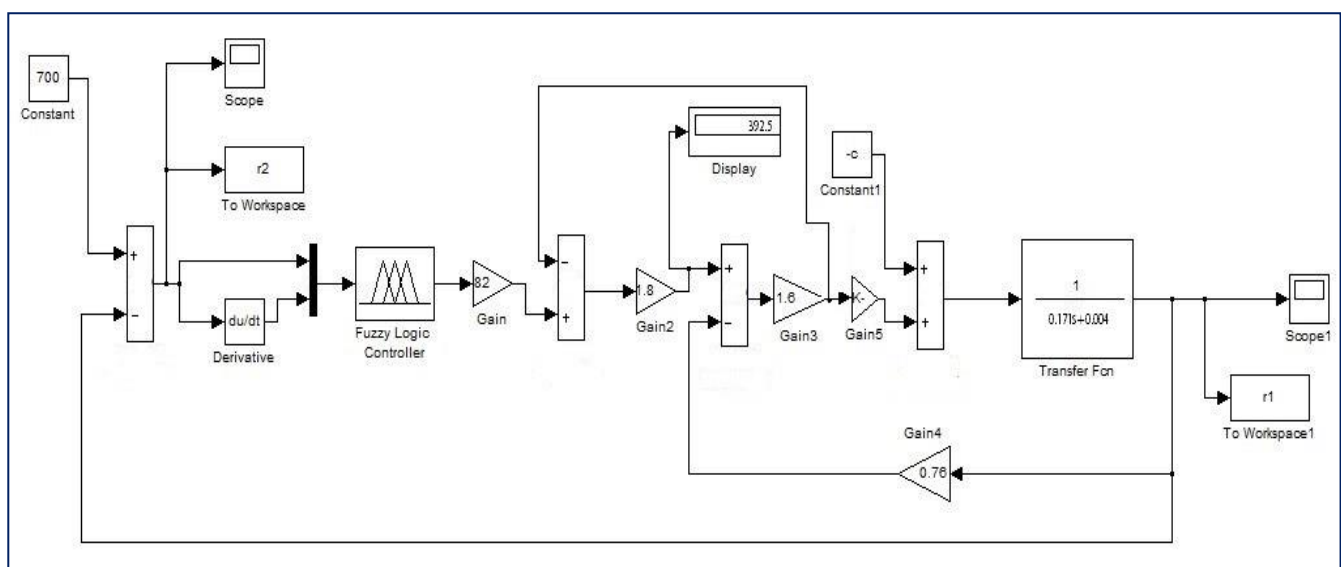 700
Constant
Scope
r2
To Workspace
+
−
du/dt
Derivative
Fuzzy Logic
Controller
82
Gain
−
+
1.8
Gain2
392.5
Display
+
−
1.6
Gain3
K-
Gain5
-c
Constant1
+
+
1
0.171s+0.004
Transfer Fcn
Scope1
r1
To Workspace1
Gain4
0.76